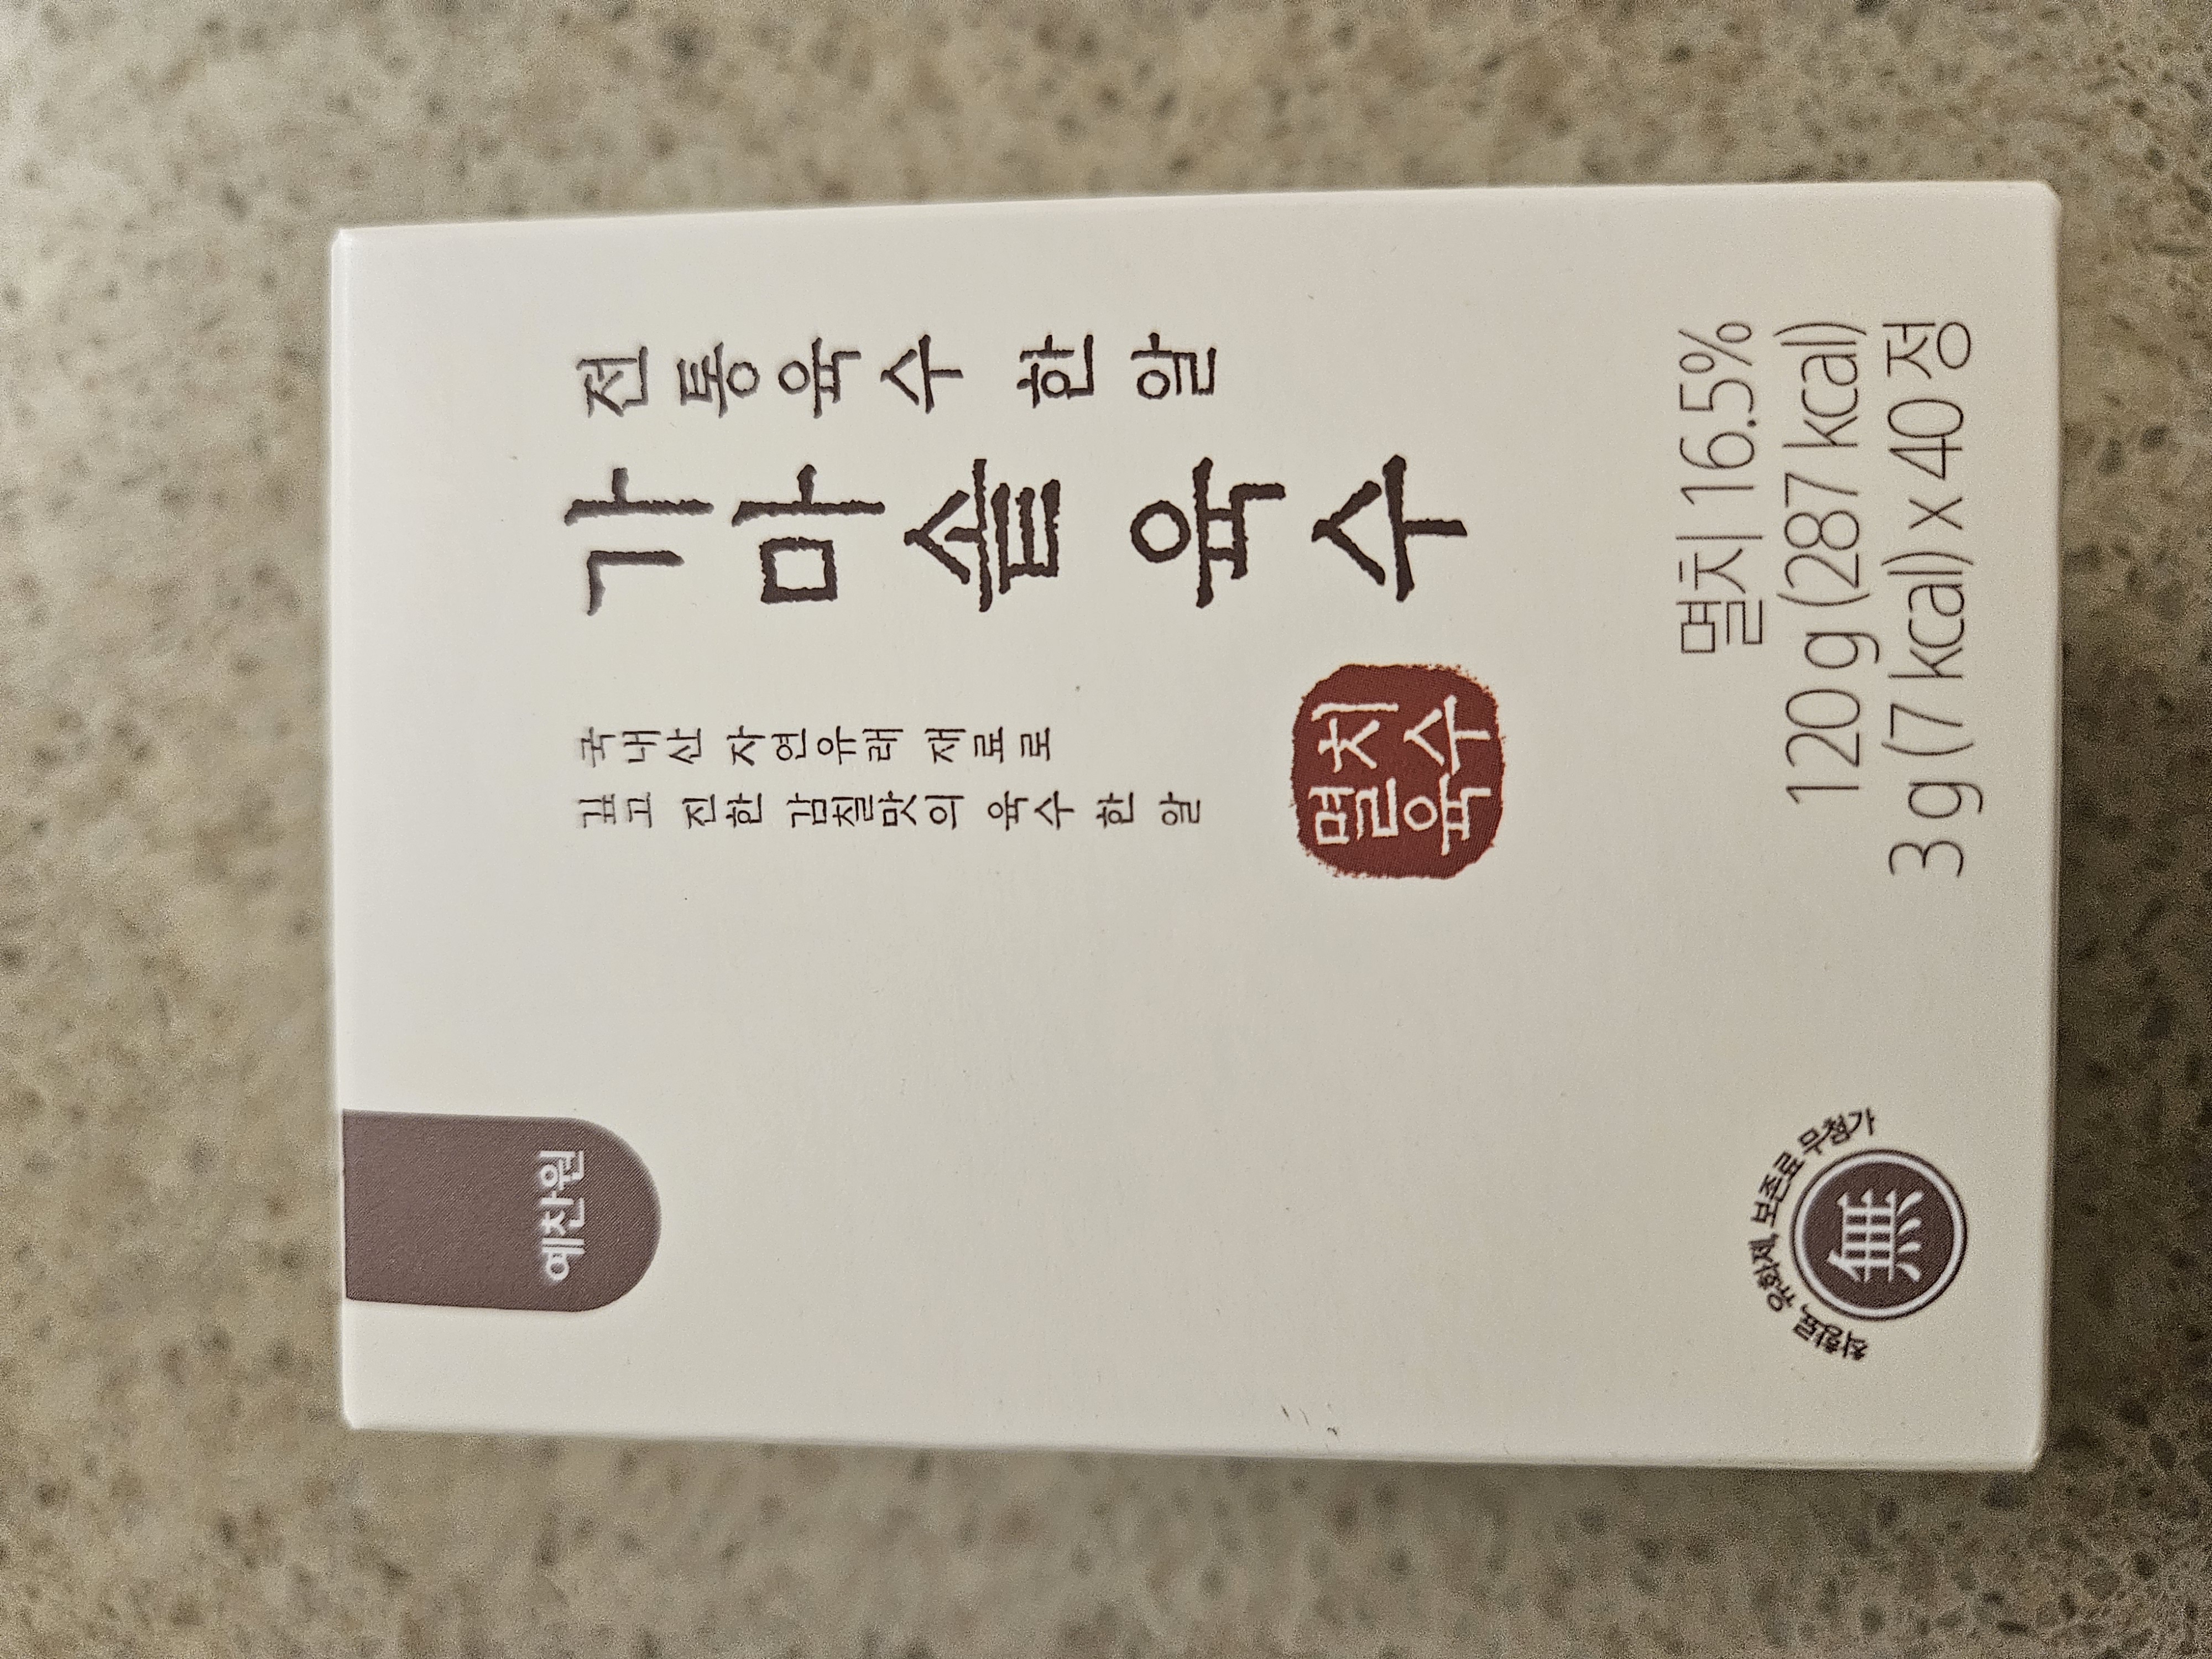 예찬원
전통육수 한 알
가마솥 육수
국내산 자연유래 재료로
깊고 진한 감칠맛의 육수 한 알
멸치
육수
멸치 16.5%
120 g (287 kcal)
3 g (7 kcal) x 40 정
착향료, 유화제, 보존료 무첨가
無